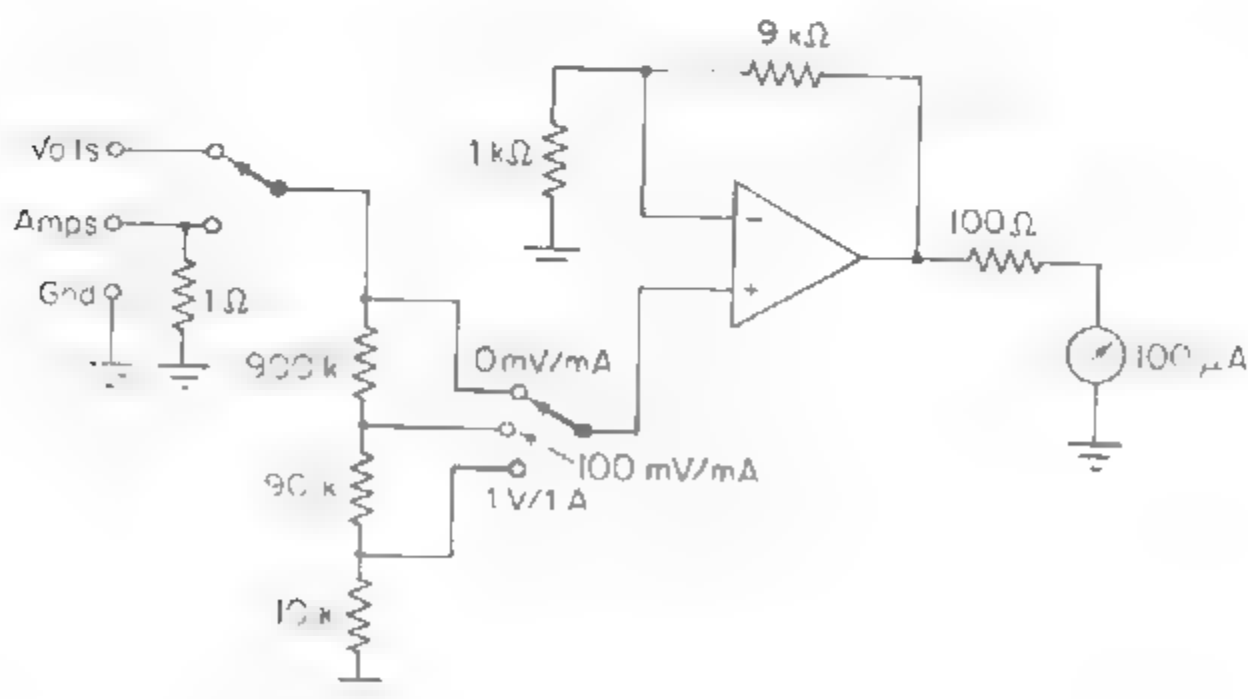 9 kΩ
Volts
1 kΩ
Amps
100 Ω
Gnd
1 Ω
-
+
900 k
0 mV/mA
100 μA
90 k
100 mV/mA
1 V/1 A
10 k